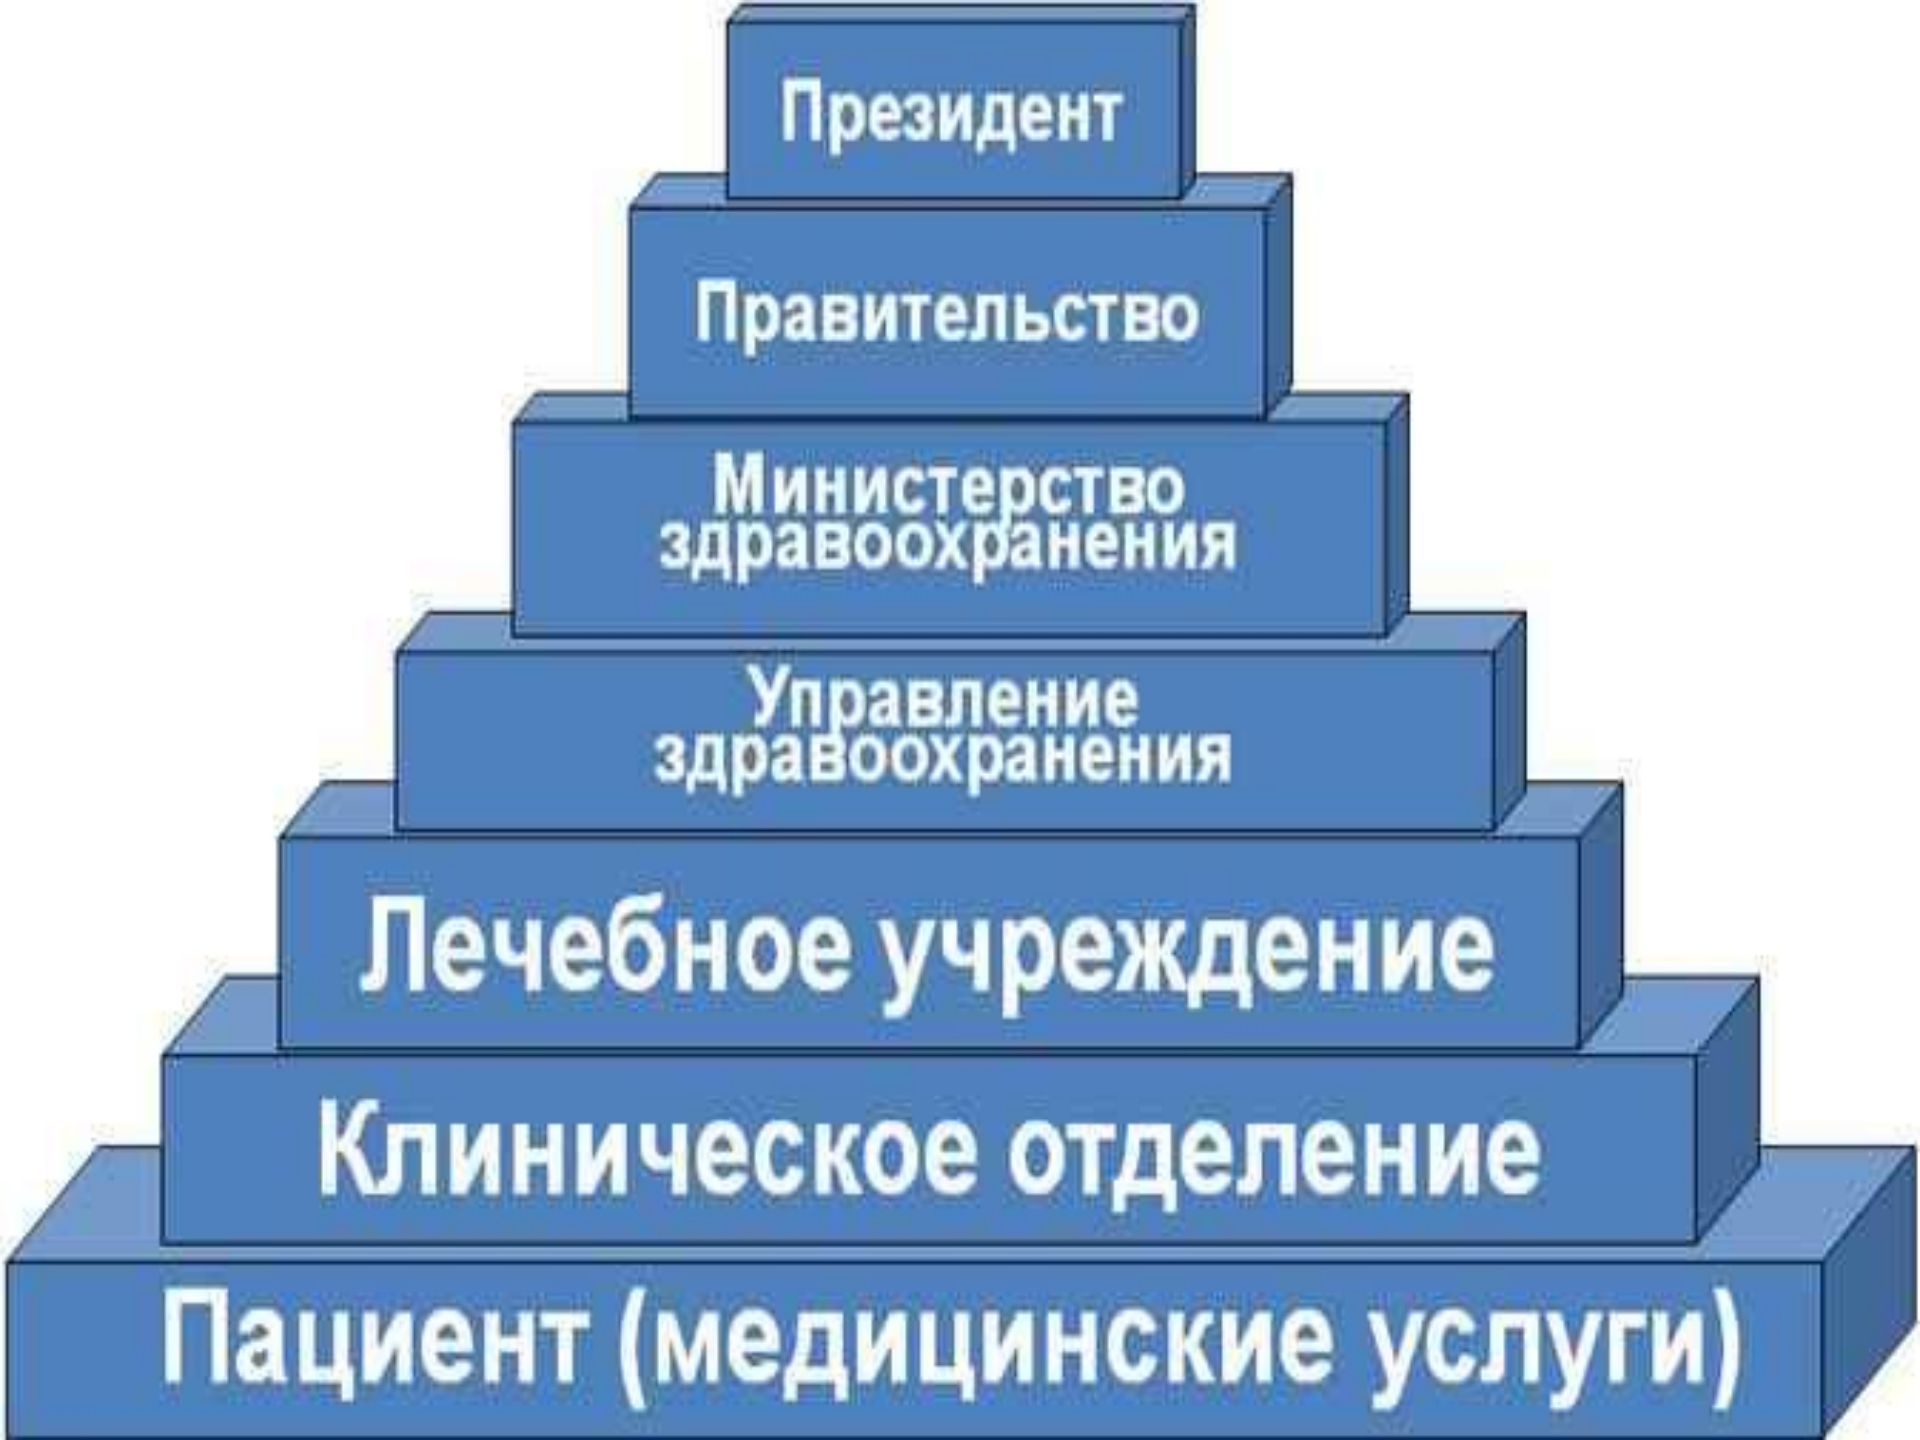 Президент
Правительство
Министерство
здравоохранения
Управление
здравоохранения
Лечебное учреждение
Клиническое отделение
Пациент (медицинские услуги)